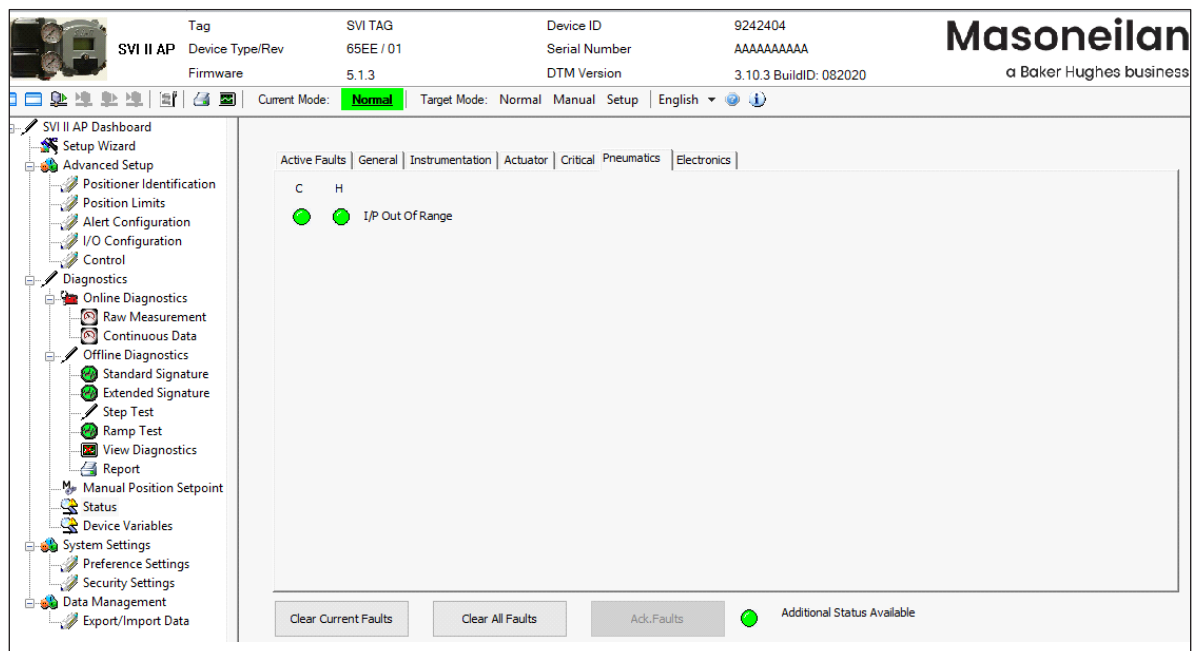 Tag SVI TAG Device ID 9242404 Masoneilan
SVI II AP Device Type/Rev 65EE / 01 Serial Number AAAAAAAAAA
Firmware 5.1.3 DTM Version 3.10.3 BuildID: 082020 a Baker Hughes business
Current Mode: Normal Target Mode: Normal Manual Setup English
SVI II AP Dashboard
Setup Wizard
Advanced Setup
Positioner Identification
Position Limits
Alert Configuration
I/O Configuration
Control
Diagnostics
Online Diagnostics
Raw Measurement
Continuous Data
Offline Diagnostics
Standard Signature
Extended Signature
Step Test
Ramp Test
View Diagnostics
Report
Manual Position Setpoint
Status
Device Variables
System Settings
Preference Settings
Security Settings
Data Management
Export/Import Data
Active Faults General Instrumentation Actuator Critical Pneumatics Electronics
C H
I/P Out Of Range
Clear Current Faults Clear All Faults Ack.Faults Additional Status Available